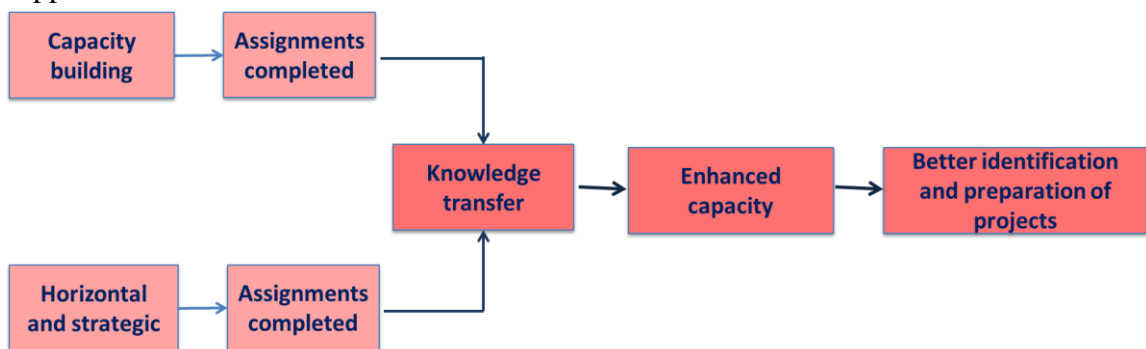 Capacity
building
Assignments
completed
Knowledge
transfer
Enhanced
capacity
Better identification
and preparation of
projects
Horizontal
and strategic
Assignments
completed